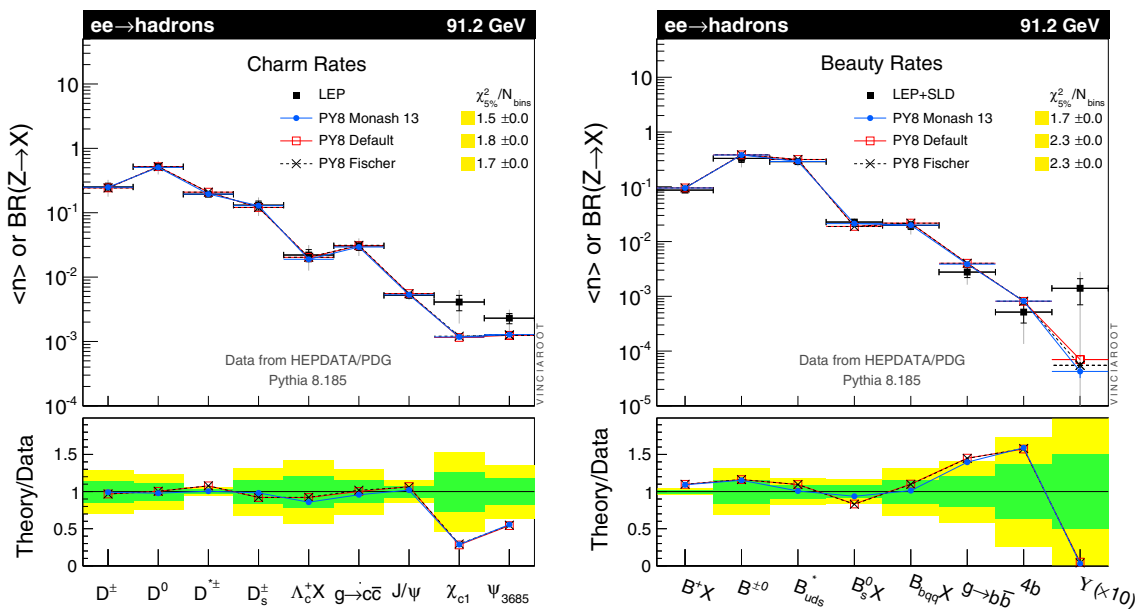 ee→hadrons 91.2 GeV
Charm Rates
χ²5%/Nbins
LEP
PY8 Monash 13 1.5 ±0.0
PY8 Default 1.8 ±0.0
PY8 Fischer 1.7 ±0.0
<n> or BR(Z→X)
10
1
10⁻¹
10⁻²
10⁻³
10⁻⁴
Data from HEPDATA/PDG
Pythia 8.185
VINCIAROOT
Theory/Data
1.5
1
0.5
0
D± D⁰ D*± Ds± Λc⁺X g→cc̄ J/ψ χc1 ψ3685
ee→hadrons 91.2 GeV
Beauty Rates
χ²5%/Nbins
LEP+SLD 1.7 ±0.0
PY8 Monash 13 2.3 ±0.0
PY8 Default 2.3 ±0.0
PY8 Fischer
<n> or BR(Z→X)
10
1
10⁻¹
10⁻²
10⁻³
10⁻⁴
10⁻⁵
Data from HEPDATA/PDG
Pythia 8.185
VINCIAROOT
Theory/Data
1.5
1
0.5
0
B⁺X B±0 B*uds B⁰sX BbqqX g→bb̄ 4b Υ (×10)